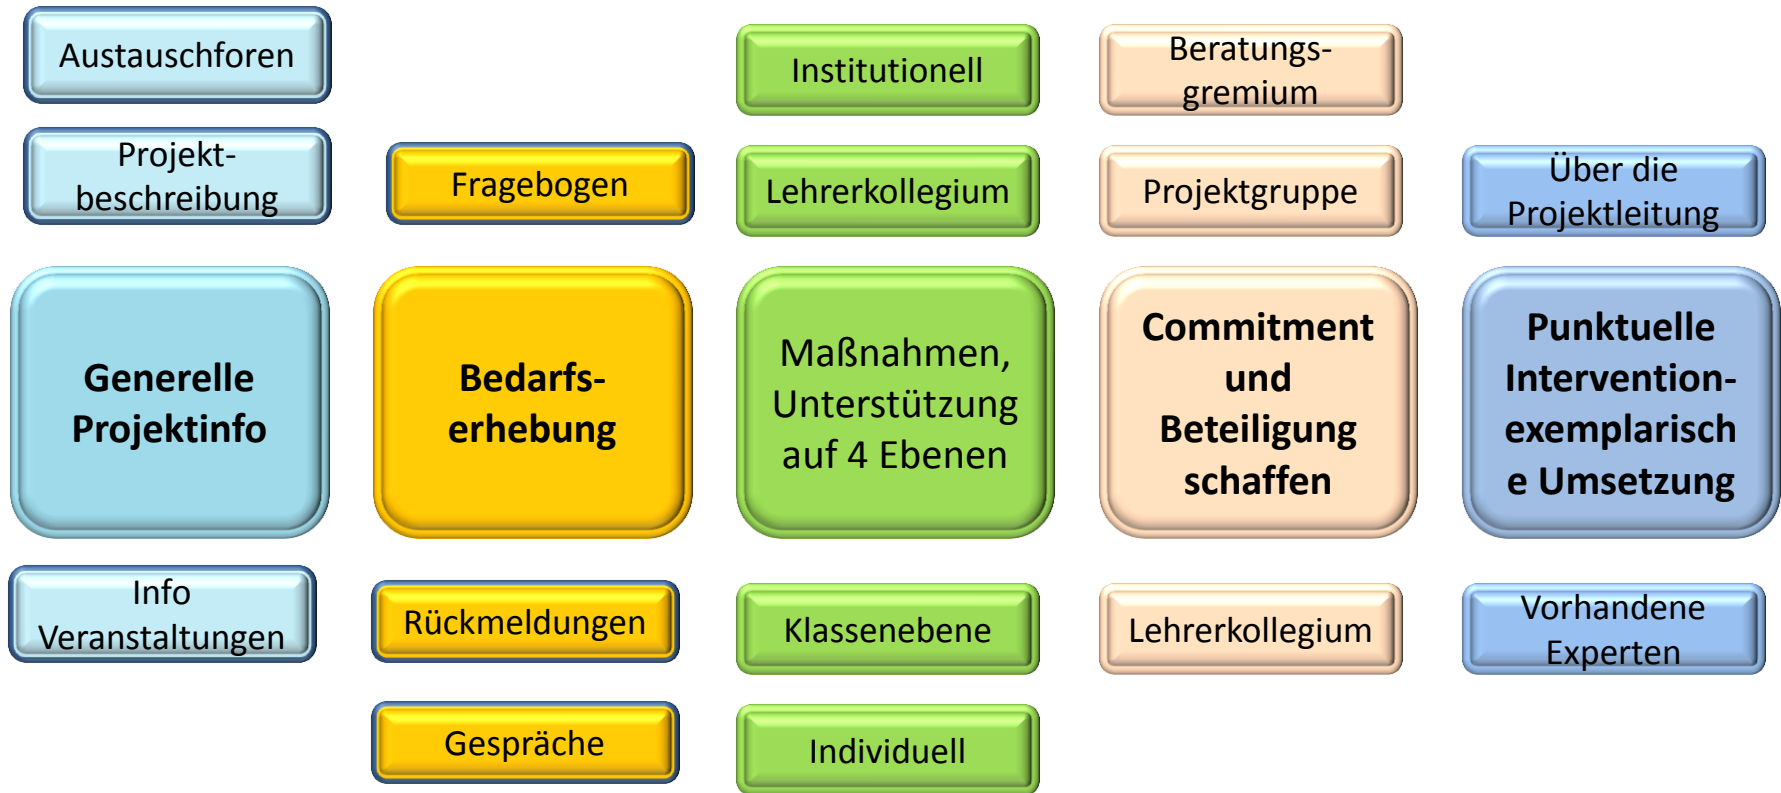 Austauschforen
Projekt-
beschreibung
Generelle
Projektinfo
Info
Veranstaltungen
Fragebogen
Bedarfs-
erhebung
Rückmeldungen
Gespräche
Institutionell
Lehrerkollegium
Maßnahmen,
Unterstützung
auf 4 Ebenen
Klassenebene
Individuell
Beratungs-
gremium
Projektgruppe
Commitment
und
Beteiligung
schaffen
Lehrerkollegium
Über die
Projektleitung
Punktuelle
Intervention-
exemplarisch
e Umsetzung
Vorhandene
Experten